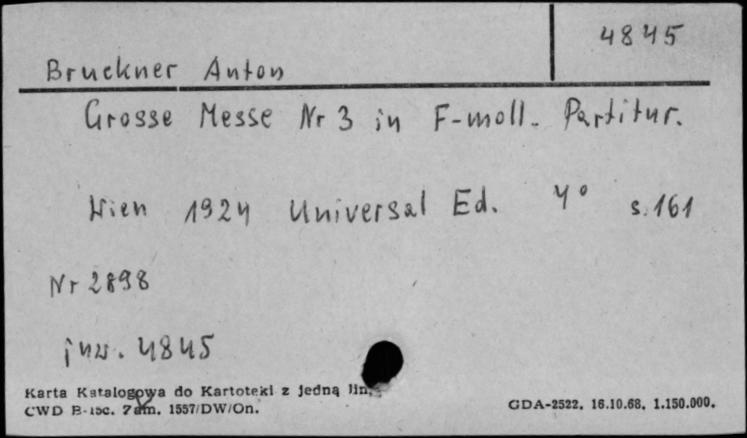 4845
Bruckner Anton
Grosse Messe Nr 3 in F-moll. Partitur.
Wien 1924 Universal Ed. 4° s. 161
Nr 2898
inw. 4845
Karta Katalogowa do Kartoteki z jedną lin.
CWD B-15c. Zam. 1557/DW/On.
GDA-2522. 16.10.68. 1.150.000.